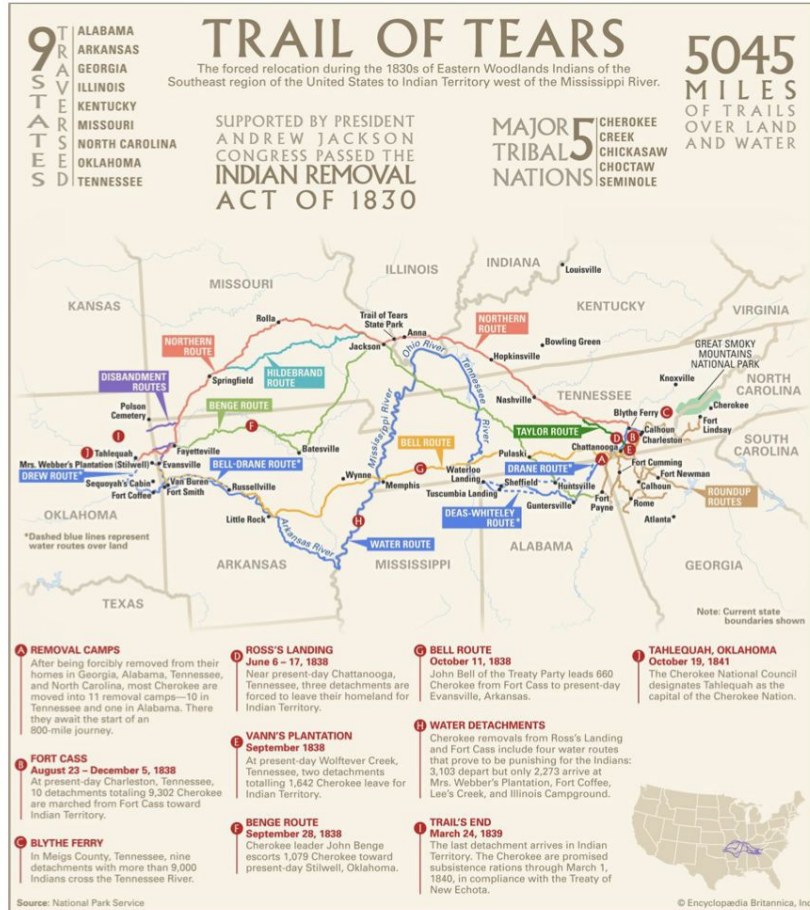 9
STATES
TRAVERSED
ALABAMA
ARKANSAS
GEORGIA
ILLINOIS
KENTUCKY
MISSOURI
NORTH CAROLINA
OKLAHOMA
TENNESSEE
TRAIL OF TEARS
The forced relocation during the 1830s of Eastern Woodlands Indians of the
Southeast region of the United States to Indian Territory west of the Mississippi River.
SUPPORTED BY PRESIDENT
ANDREW JACKSON
CONGRESS PASSED THE
INDIAN REMOVAL
ACT OF 1830
MAJOR
TRIBAL
NATIONS
5
CHEROKEE
CREEK
CHICKASAW
CHOCTAW
SEMINOLE
5045
MILES
OF TRAILS
OVER LAND
AND WATER
KANSAS
MISSOURI
ILLINOIS
INDIANA
Louisville
KENTUCKY
VIRGINIA
Rolla
Trail of Tears
State Park
Anna
Jackson
NORTHERN
ROUTE
Ohio River
NORTHERN
ROUTE
Bowling Green
Hopkinsville
GREAT SMOKY
MOUNTAINS
NATIONAL PARK
HILDEBRAND
ROUTE
Springfield
DISBANDMENT
ROUTES
Tennessee
River
Knoxville
NORTH
CAROLINA
TENNESSEE
Nashville
Polson
Cemetery
BENGE ROUTE
Mississippi River
Blythe Ferry
C
Cherokee
Fort
Lindsay
I
F
TAYLOR ROUTE
D
B
Calhoun
Charleston
E
Chattanooga
SOUTH
CAROLINA
J
Tahlequah
Fayetteville
Batesville
BELL ROUTE
Pulaski
A
Mrs. Webber's Plantation (Stilwell)
Evansville
BELL-DRANE ROUTE*
G
Waterloo
Landing
DRANE ROUTE*
Fort Cumming
Fort Newman
DREW ROUTE*
Sequoyah's Cabin
Van Buren
Wynne
Memphis
Sheffield
Huntsville
Calhoun
Fort Coffee
Fort Smith
Russellville
Tuscumbia Landing
Guntersville
Fort
Payne
Rome
ROUNDUP
ROUTES
OKLAHOMA
Little Rock
H
DEAS-WHITELEY
ROUTE*
Atlanta
*Dashed blue lines represent
water routes over land
Arkansas River
WATER ROUTE
ALABAMA
ARKANSAS
MISSISSIPPI
GEORGIA
TEXAS
Note: Current state
boundaries shown
A
REMOVAL CAMPS
After being forcibly removed from their
homes in Georgia, Alabama, Tennessee,
and North Carolina, most Cherokee are
moved into 11 removal camps—10 in
Tennessee and one in Alabama. There
they await the start of an
800-mile journey.
B
FORT CASS
August 23 – December 5, 1838
At present-day Charleston, Tennessee,
10 detachments totaling 9,302 Cherokee
are marched from Fort Cass toward
Indian Territory.
C
BLYTHE FERRY
In Meigs County, Tennessee, nine
detachments with more than 9,000
Indians cross the Tennessee River.
D
ROSS'S LANDING
June 6 – 17, 1838
Near present-day Chattanooga,
Tennessee, three detachments are
forced to leave their homeland for
Indian Territory.
E
VANN'S PLANTATION
September 1838
At present-day Wolftever Creek,
Tennessee, two detachments
totalling 1,642 Cherokee leave for
Indian Territory.
F
BENGE ROUTE
September 28, 1838
Cherokee leader John Benge
escorts 1,079 Cherokee toward
present-day Stilwell, Oklahoma.
G
BELL ROUTE
October 11, 1838
John Bell of the Treaty Party leads 660
Cherokee from Fort Cass to present-day
Evansville, Arkansas.
H
WATER DETACHMENTS
Cherokee removals from Ross's Landing
and Fort Cass include four water routes
that prove to be punishing for the Indians:
3,103 depart but only 2,273 arrive at
Mrs. Webber's Plantation, Fort Coffee,
Lee's Creek, and Illinois Campground.
I
TRAIL'S END
March 24, 1839
The last detachment arrives in Indian
Territory. The Cherokee are promised
subsistence rations through March 1,
1840, in compliance with the Treaty of
New Echota.
J
TAHLEQUAH, OKLAHOMA
October 19, 1841
The Cherokee National Council
designates Tahlequah as the
capital of the Cherokee Nation.
Source: National Park Service
© Encyclopædia Britannica, Inc